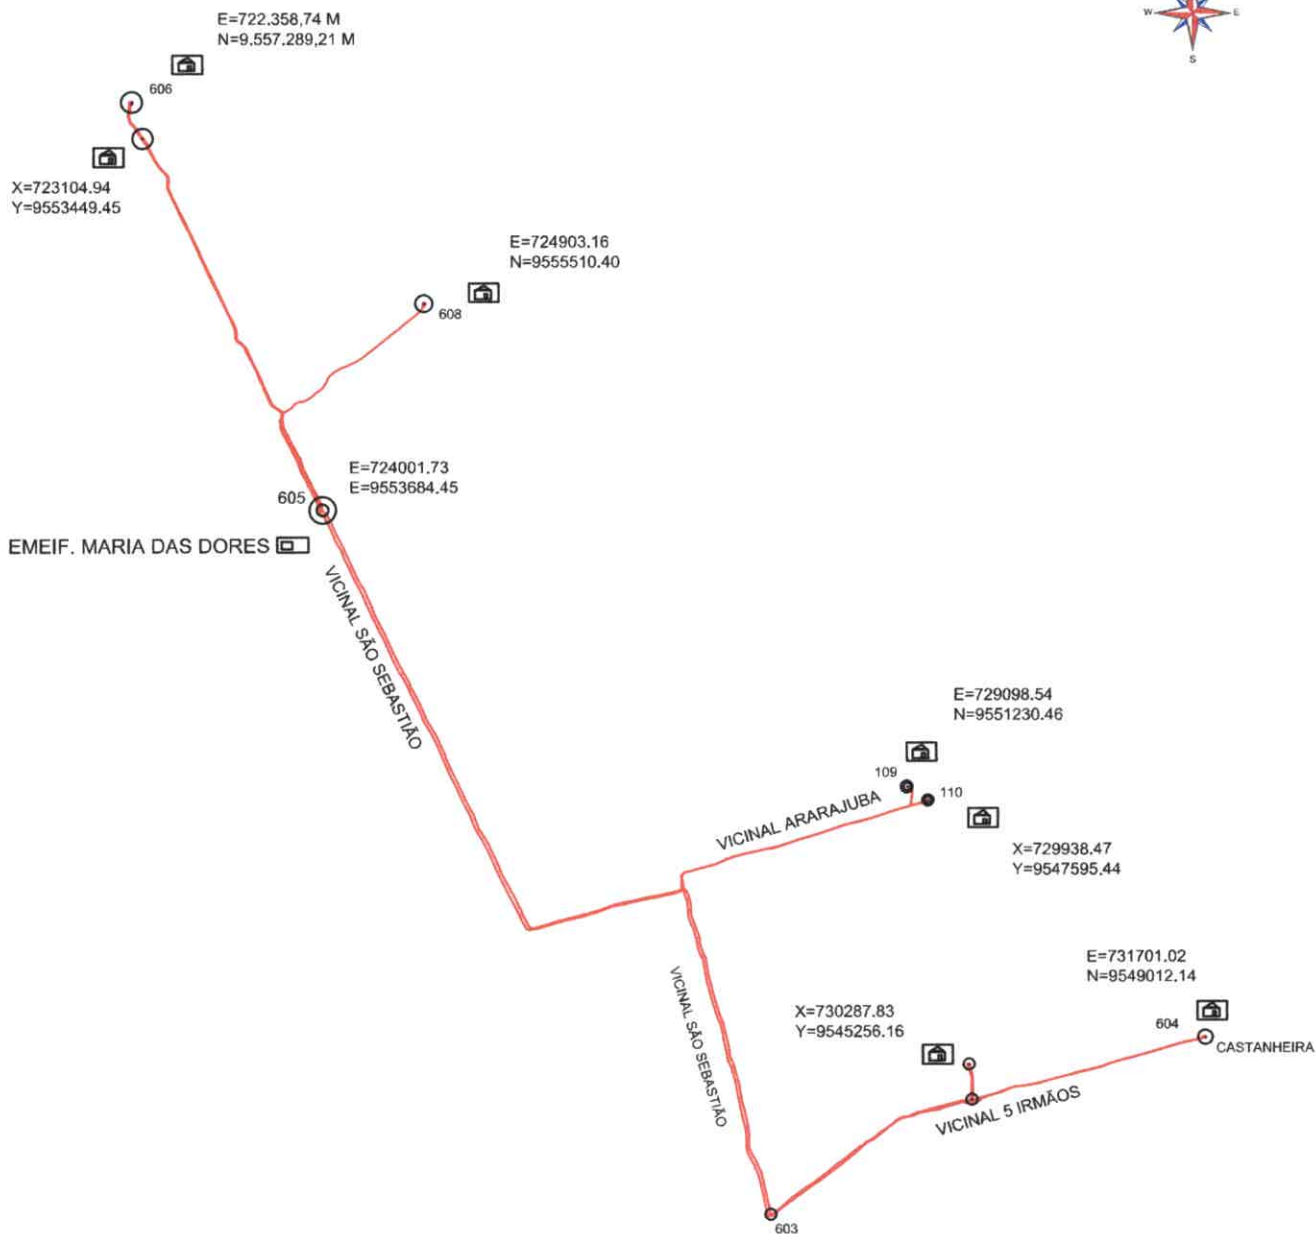 E=722.358,74 M
N=9.557.289,21 M
W
E
S
606
X=723104.94
Y=9553449.45
E=724903.16
N=9555510.40
608
E=724001.73
E=9553684.45
605
EMEIF. MARIA DAS DORES
VICINAL SÃO SEBASTIÃO
E=729098.54
N=9551230.46
109
110
VICINAL ARARAJUBA
X=729938.47
Y=9547595.44
E=731701.02
N=9549012.14
VICINAL SÃO SEBASTIÃO
X=730287.83
Y=9545256.16
604
CASTANHEIRA
VICINAL 5 IRMÃOS
603